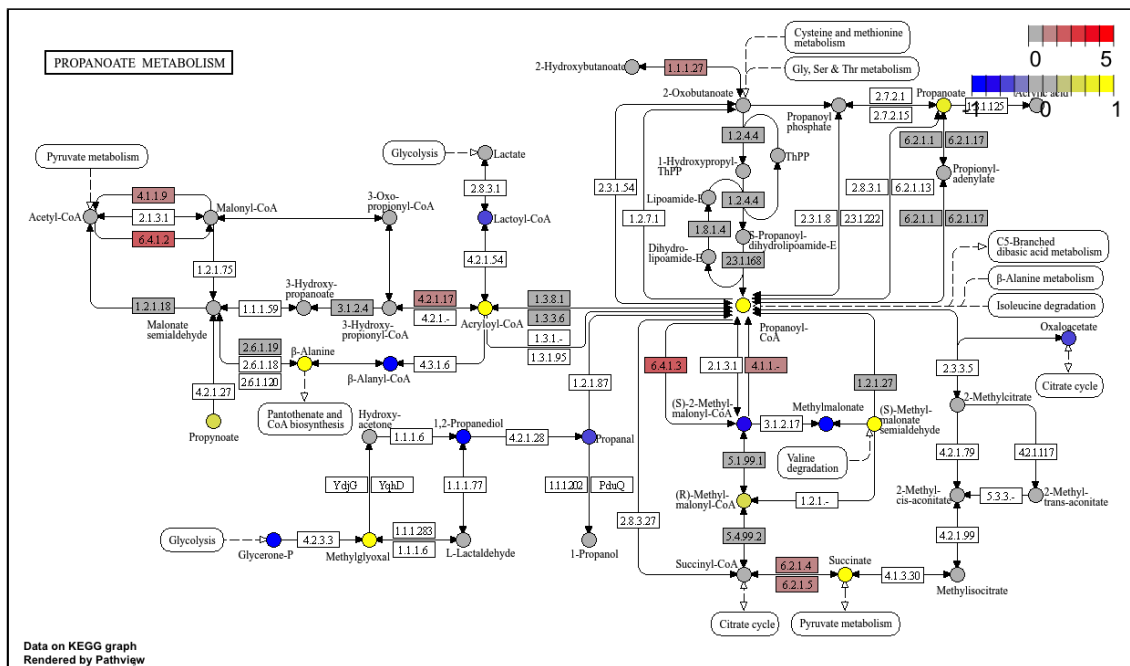 PROPANOATE METABOLISM
0 5
-1 0 1
Cysteine and methionine
metabolism
Gly, Ser & Thr metabolism
2-Hydroxybutanoate
1.1.1.27
2-Oxobutanoate
Propanoyl
phosphate
2.7.2.1
2.7.2.15
Propanoate
Acrylic acid
1.2.4.4
6.2.1.1
6.2.1.17
ThPP
1-Hydroxypropyl-
ThPP
Propionyl-
adenylate
2.3.1.54
1.2.7.1
1.2.4.4
1.8.1.4
Dihydro-
lipoamide-E
S-Propanoyl-
dihydrolipoamide-E
2.3.1.168
2.3.1.8
2.3.1.222
2.8.3.1
6.2.1.13
6.2.1.1
6.2.1.17
C5-Branched
dibasic acid metabolism
β-Alanine metabolism
Isoleucine degradation
Pyruvate metabolism
Glycolysis
Lactate
2.8.3.1
Lactoyl-CoA
4.2.1.54
Acetyl-CoA
4.1.1.9
2.1.3.1
6.4.1.2
Malonyl-CoA
3-Oxo-
propionyl-CoA
1.2.1.75
1.2.1.18
Malonate
semialdehyde
1.1.1.59
3-Hydroxy-
propanoate
3.1.2.4
3-Hydroxy-
propionyl-CoA
4.2.1.17
4.2.1.-
Acryloyl-CoA
1.3.8.1
1.3.3.6
1.3.1.-
1.3.1.95
Propanoyl-
CoA
Oxaloacetate
Citrate cycle
2.6.1.19
2.6.1.18
2.6.1.120
β-Alanine
β-Alanyl-CoA
4.3.1.6
4.2.1.27
Propynoate
Pantothenate and
CoA biosynthesis
1.2.1.87
6.4.1.3
2.1.3.1
4.1.1.-
1.2.1.27
2.3.3.5
2-Methylcitrate
Hydroxy-
acetone
1.1.1.6
1,2-Propanediol
4.2.1.28
Propanal
(S)-2-Methyl-
malonyl-CoA
3.1.2.17
Methylmalonate
(S)-Methyl-
malonate
semialdehyde
Valine
degradation
5.1.99.1
4.2.1.79
4.2.1.117
YdjG
YqhD
1.1.1.77
1.1.1.202
PduQ
(R)-Methyl-
malonyl-CoA
1.2.1.-
2-Methyl-
cis-aconitate
5.3.3.-
2-Methyl-
trans-aconitate
2.8.3.27
5.4.99.2
4.2.1.99
Glycolysis
Glycerone-P
4.2.3.3
Methylglyoxal
1.1.1.283
1.1.1.6
L-Lactaldehyde
1-Propanol
Succinyl-CoA
6.2.1.4
6.2.1.5
Succinate
4.1.3.30
Methylisocitrate
Citrate cycle
Pyruvate metabolism
Data on KEGG graph
Rendered by Pathview